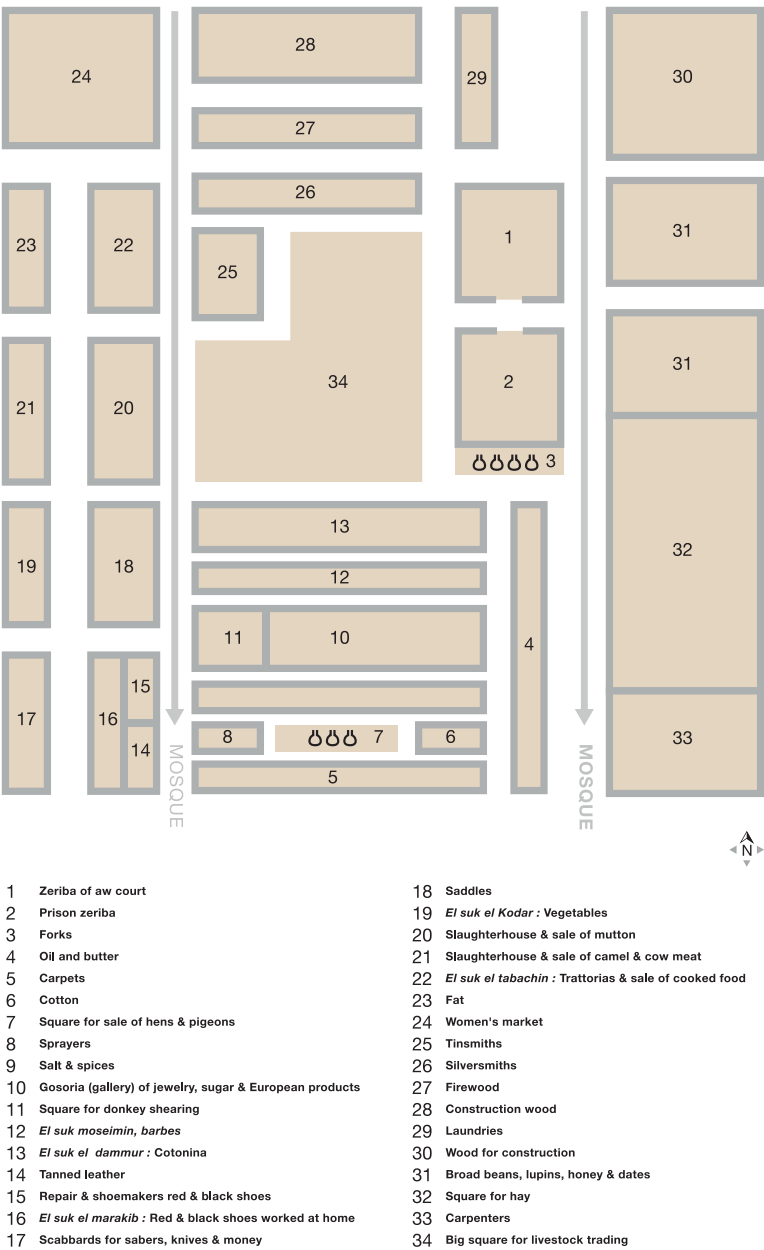 24
28
29
30
27
26
23
22
25
1
31
34
2
31
21
20
3
13
19
18
12
32
11
10
4
17
16
15
14
8
7
6
33
5
MOSQUE
MOSQUE
N
1 Zeriba of aw court
2 Prison zeriba
3 Forks
4 Oil and butter
5 Carpets
6 Cotton
7 Square for sale of hens & pigeons
8 Sprayers
9 Salt & spices
10 Gosoria (gallery) of jewelry, sugar & European products
11 Square for donkey shearing
12 El suk moseimin, barbes
13 El suk el dammur : Cotonina
14 Tanned leather
15 Repair & shoemakers red & black shoes
16 El suk el marakib : Red & black shoes worked at home
17 Scabbards for sabers, knives & money
18 Saddles
19 El suk el Kodar : Vegetables
20 Slaughterhouse & sale of mutton
21 Slaughterhouse & sale of camel & cow meat
22 El suk el tabachin : Trattorias & sale of cooked food
23 Fat
24 Women's market
25 Tinsmiths
26 Silversmiths
27 Firewood
28 Construction wood
29 Laundries
30 Wood for construction
31 Broad beans, lupins, honey & dates
32 Square for hay
33 Carpenters
34 Big square for livestock trading